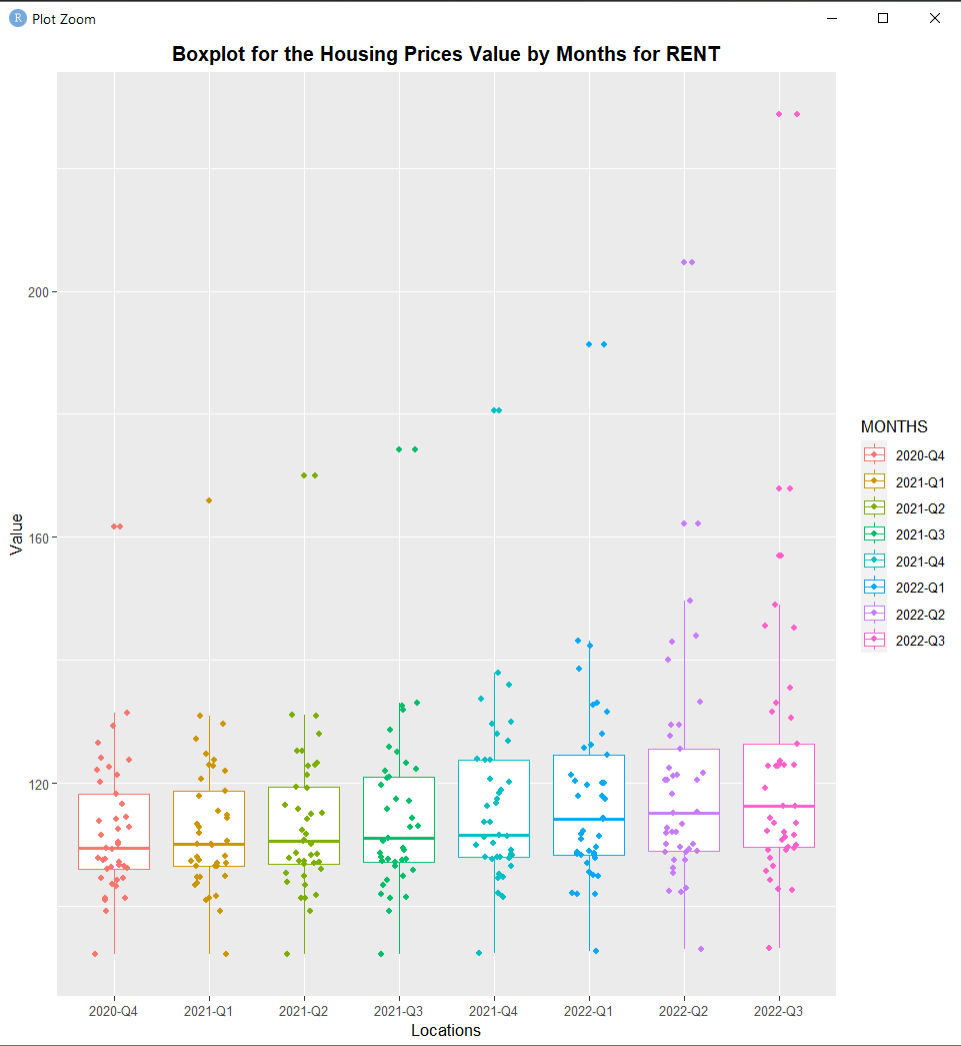 R Plot Zoom
Boxplot for the Housing Prices Value by Months for RENT
200
160
120
Value
2020-Q4 2021-Q1 2021-Q2 2021-Q3 2021-Q4 2022-Q1 2022-Q2 2022-Q3
Locations
MONTHS
2020-Q4
2021-Q1
2021-Q2
2021-Q3
2021-Q4
2022-Q1
2022-Q2
2022-Q3